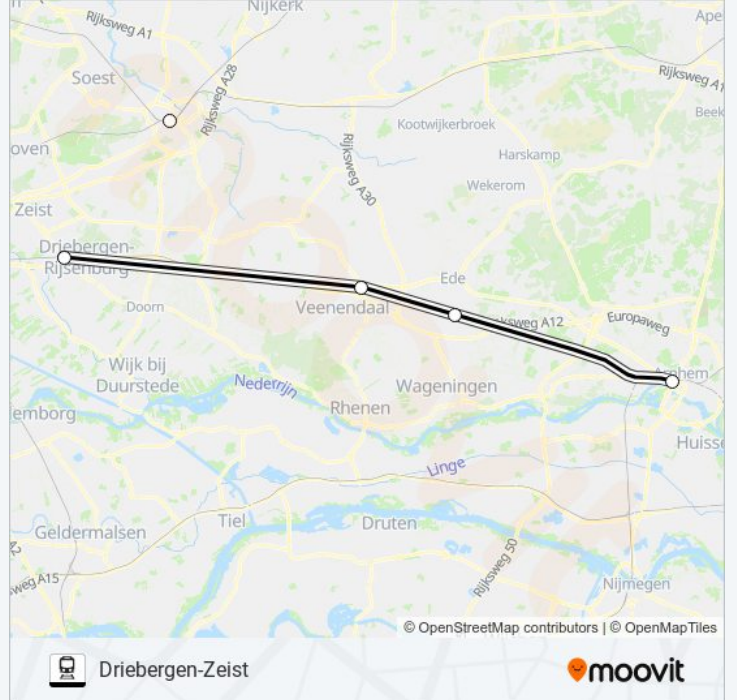 Nijkerk
Rijksweg A1
Ape
Soest
Rijksweg A28
Rijksweg A1
Beek
Kootwijkerbroek
oven
Rijksweg A30
Harskamp
Wekerom
Zeist
Driebergen-
Rijsenburg
Ede
Veenendaal
Doorn
ksweg A12
Europaweg
Wijk bij
Duurstede
Arnhem
Nederrijn
Wageningen
Rhenen
emborg
Huisse
Linge
Tiel
Druten
Geldermalsen
A2
weg A15
Rijksweg 50
Nijmegen
© OpenStreetMap contributors | © OpenMapTiles
Driebergen-Zeist
moovit